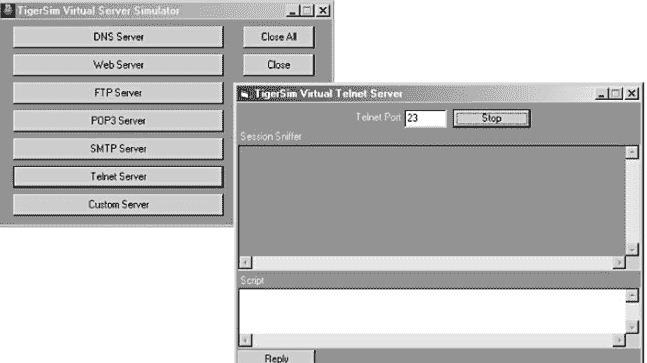 TigerSim Virtual Server Simulator
DNS Server
Close All
Web Server
Close
FTP Server
POP3 Server
SMTP Server
Telnet Server
Custom Server
TigerSim Virtual Telnet Server
Telnet Port 23 Stop
Session Sniffer
Script
Reply